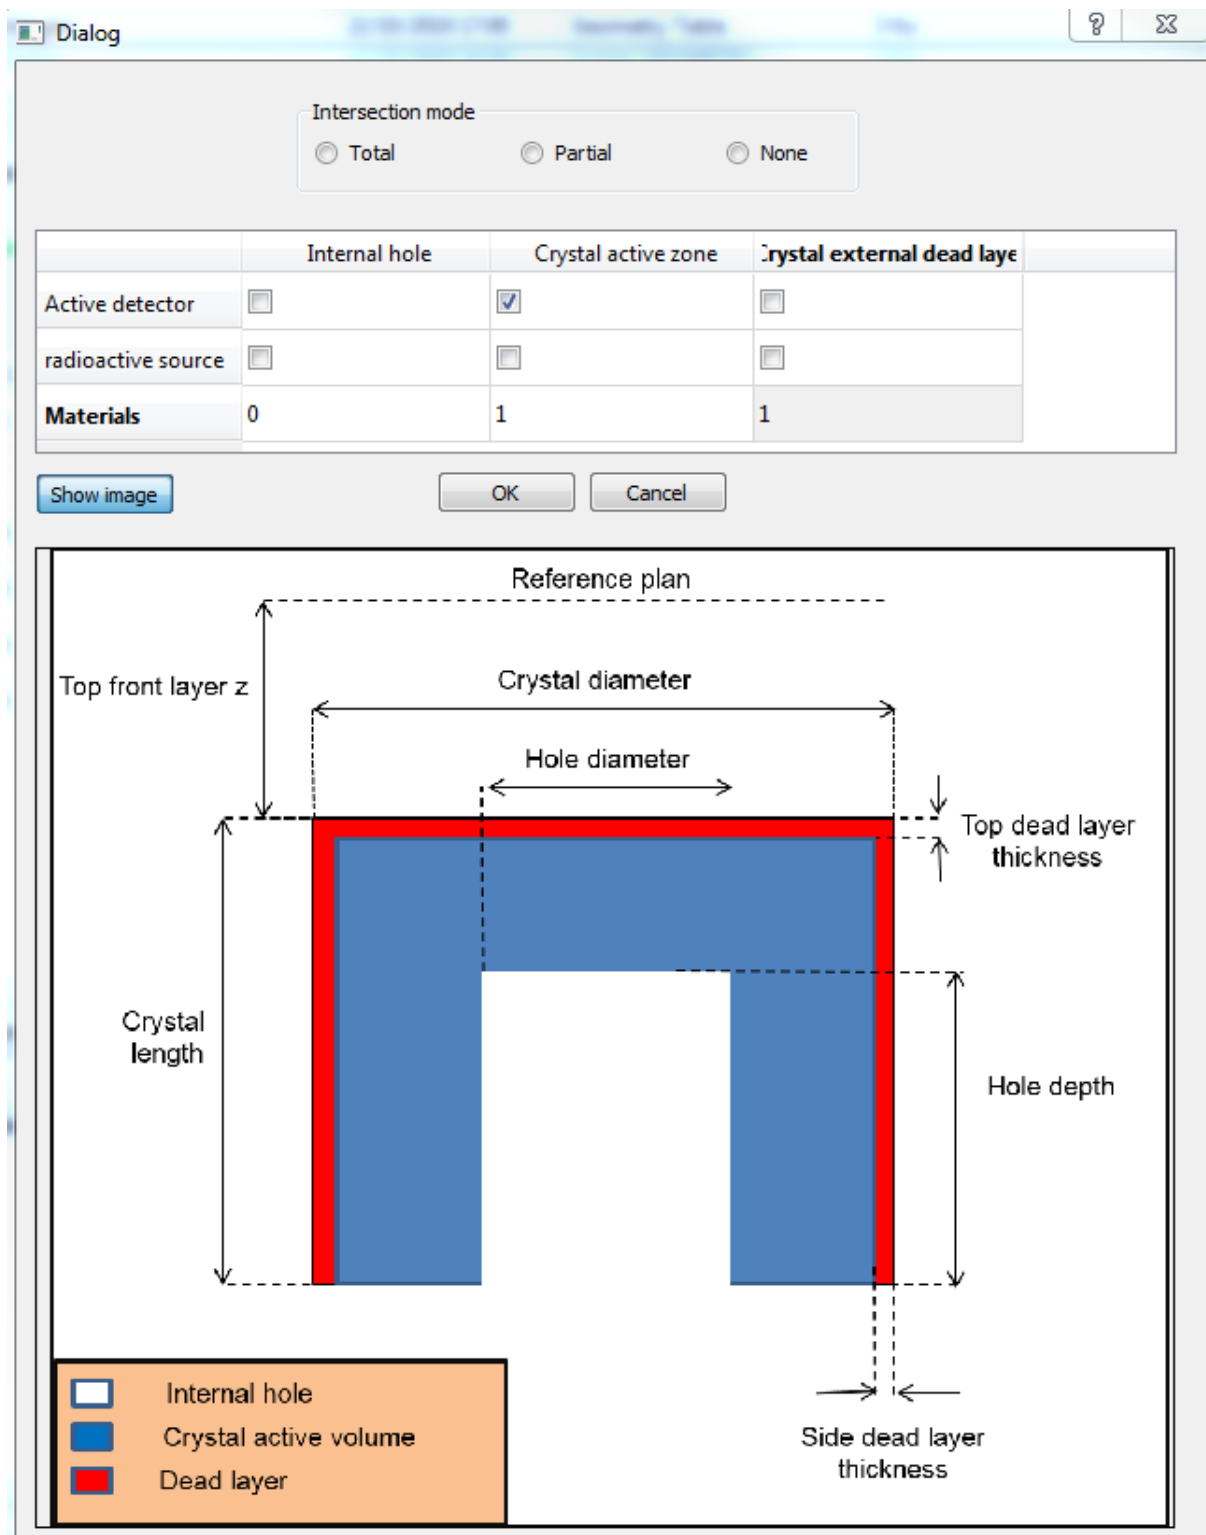 Dialog
Intersection mode
Total Partial None
Internal hole Crystal active zone rystal external dead laye
Active detector
radioactive source
Materials 0 1 1
Show image OK Cancel
Reference plan
Top front layer z
Crystal diameter
Hole diameter
Top dead layer
thickness
Crystal
length
Hole depth
Internal hole
Crystal active volume
Dead layer
Side dead layer
thickness